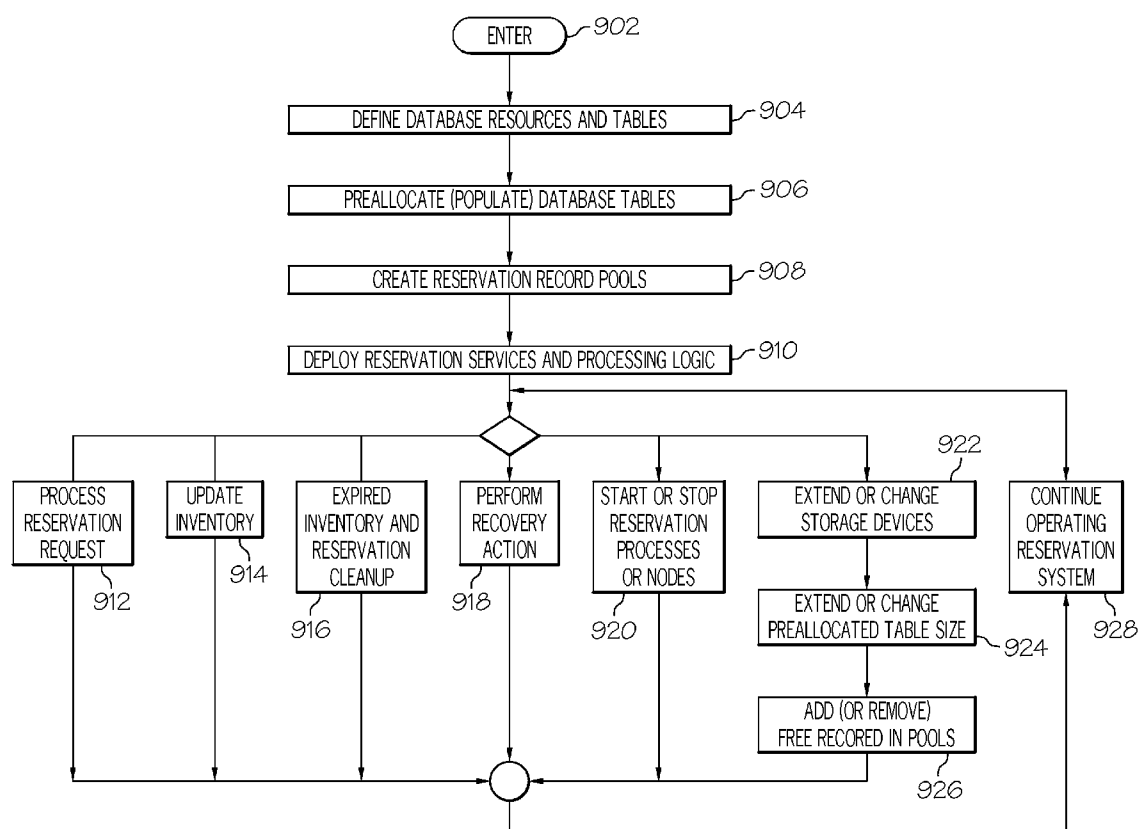 ENTER
902
DEFINE DATABASE RESOURCES AND TABLES
904
PREALLOCATE (POPULATE) DATABASE TABLES
906
CREATE RESERVATION RECORD POOLS
908
DEPLOY RESERVATION SERVICES AND PROCESSING LOGIC
910
PROCESS
RESERVATION
REQUEST
912
UPDATE
INVENTORY
914
EXPIRED
INVENTORY AND
RESERVATION
CLEANUP
916
PERFORM
RECOVERY
ACTION
918
START OR STOP
RESERVATION
PROCESSES
OR NODES
920
922
EXTEND OR CHANGE
STORAGE DEVICES
EXTEND OR CHANGE
PREALLOCATED TABLE SIZE
924
ADD (OR REMOVE)
FREE RECORED IN POOLS
926
CONTINUE
OPERATING
RESERVATION
SYSTEM
928